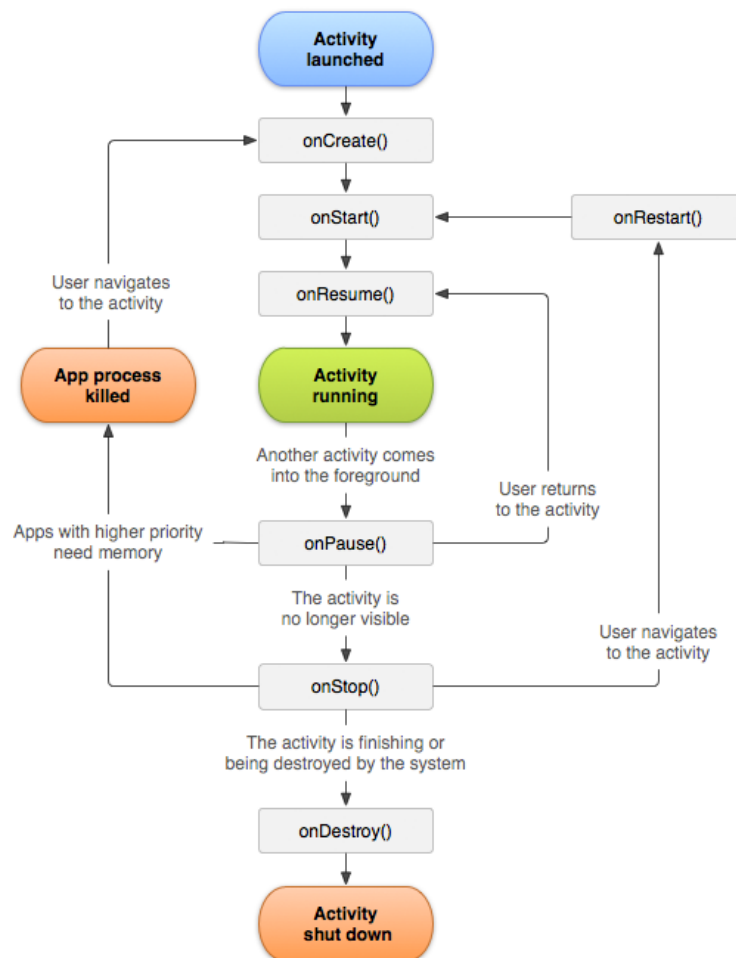 Activity
launched
onCreate()
onStart()
onRestart()
User navigates
to the activity
onResume()
App process
killed
Activity
running
Another activity comes
into the foreground
User returns
to the activity
Apps with higher priority
need memory
onPause()
The activity is
no longer visible
User navigates
to the activity
onStop()
The activity is finishing or
being destroyed by the system
onDestroy()
Activity
shut down